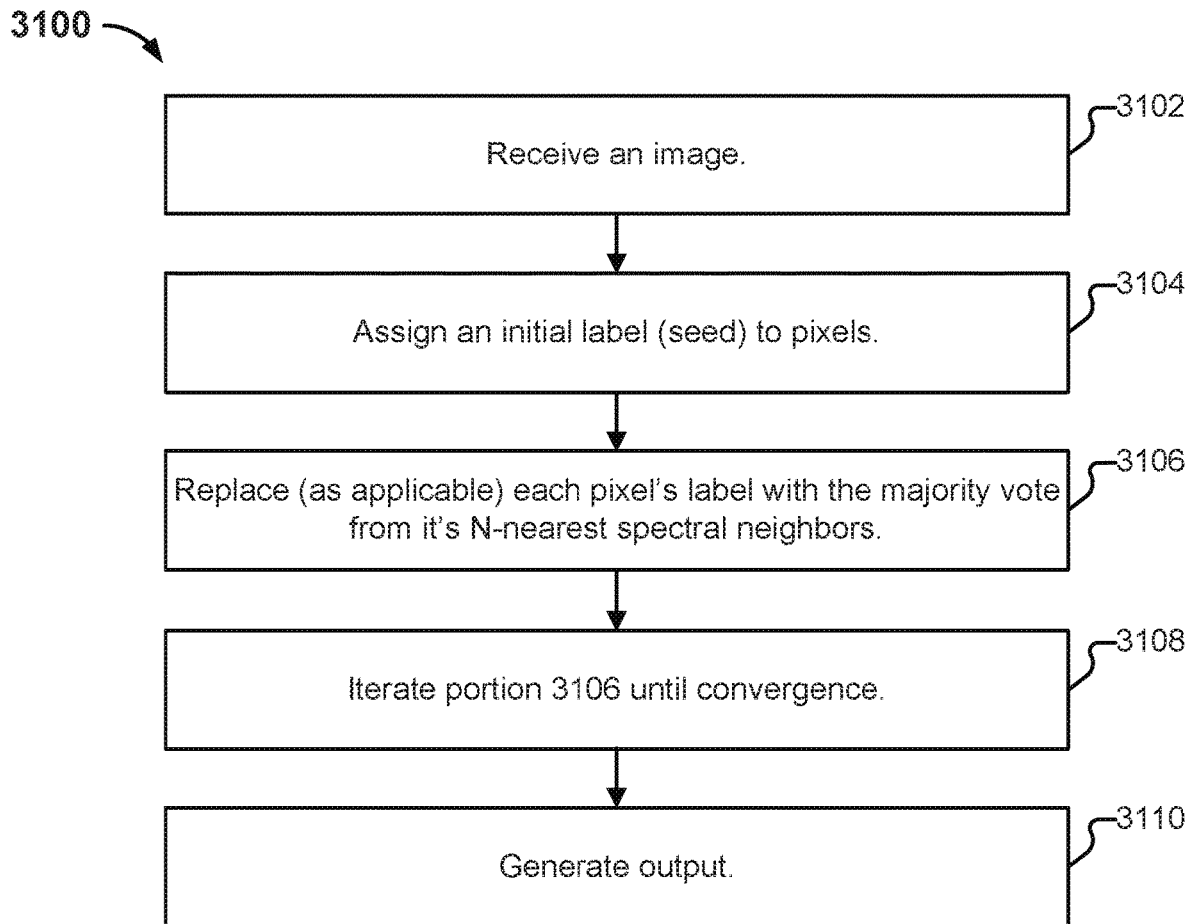 3100
3102
Receive an image.
3104
Assign an initial label (seed) to pixels.
3106
Replace (as applicable) each pixel's label with the majority vote
from it's N-nearest spectral neighbors.
3108
Iterate portion 3106 until convergence.
3110
Generate output.